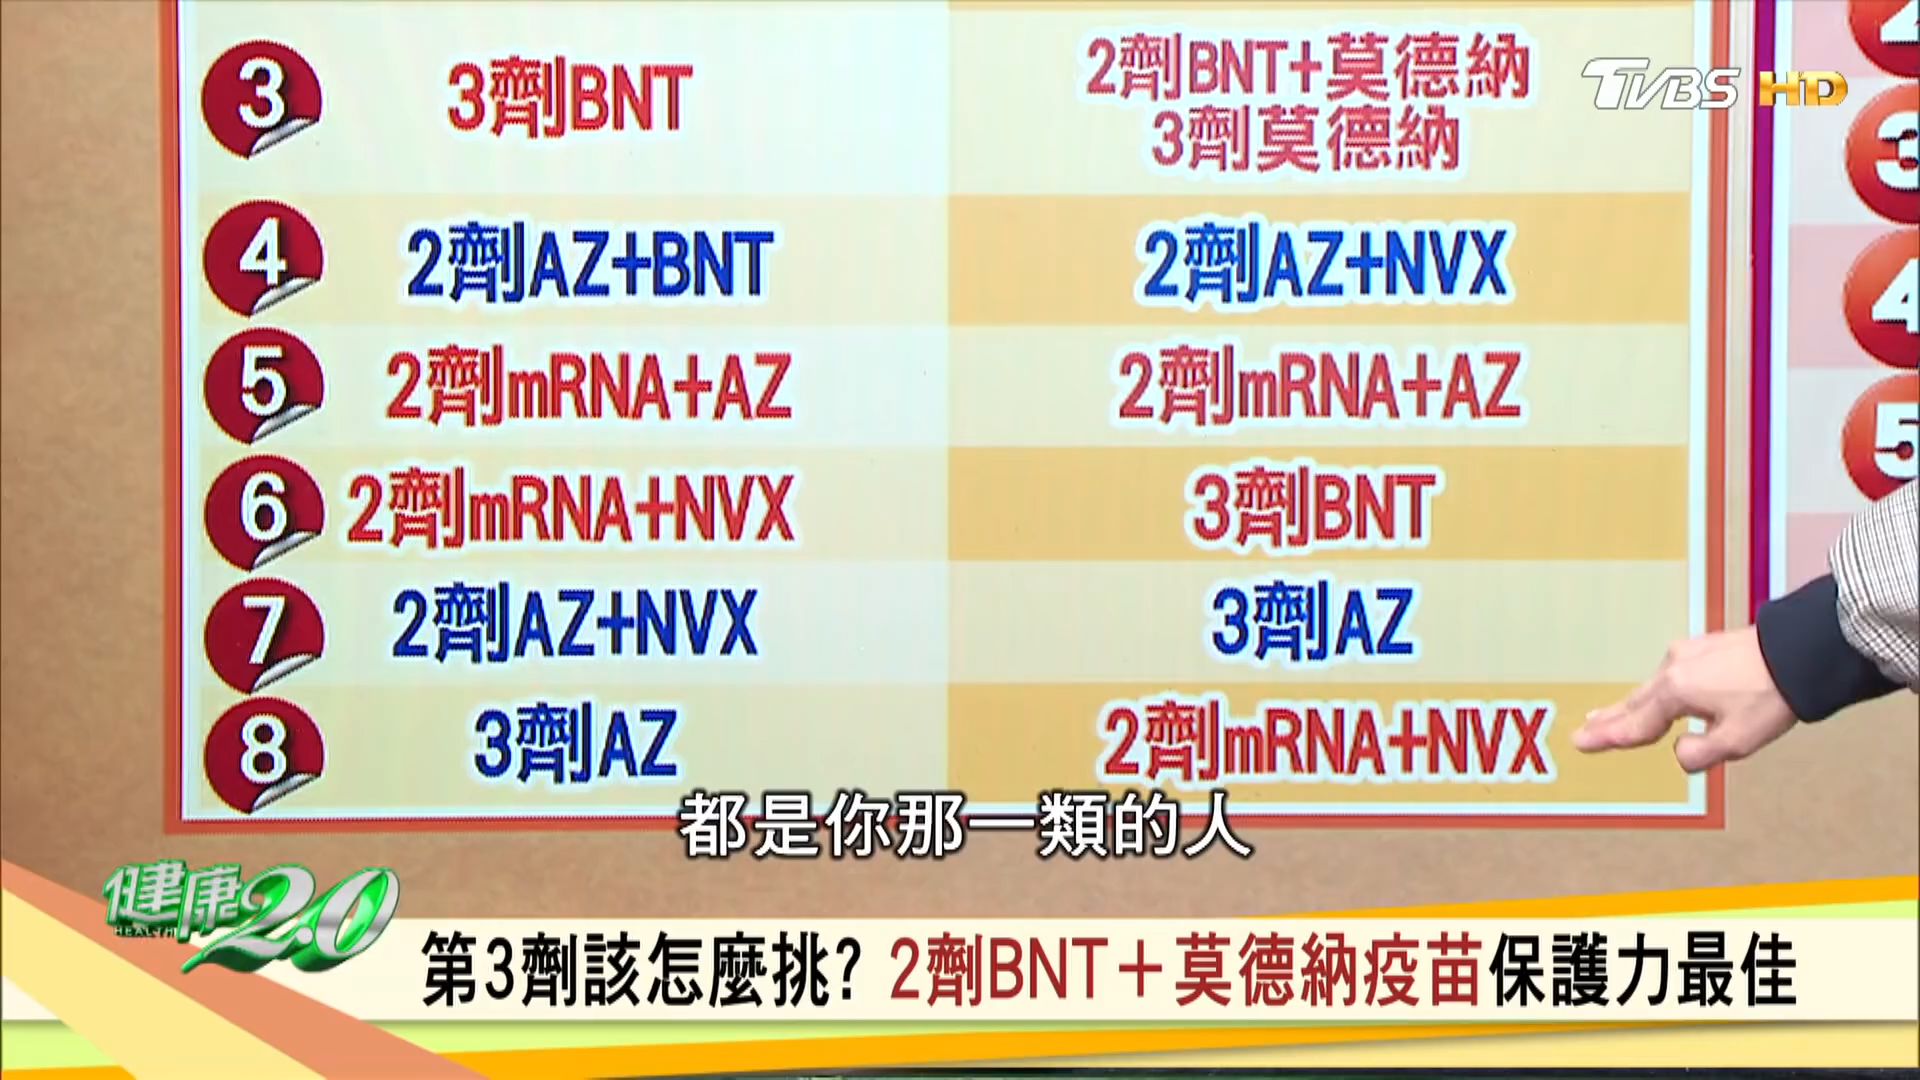 TVBS HD
3 3劑BNT 2劑BNT+莫德納
3劑莫德納
4 2劑AZ+BNT 2劑AZ+NVX
5 2劑mRNA+AZ 2劑mRNA+AZ
6 2劑mRNA+NVX 3劑BNT
7 2劑AZ+NVX 3劑AZ
8 3劑AZ 2劑mRNA+NVX
2
3
4
5
都是你那一類的人
健康2.0
HEALTH
第3劑該怎麼挑? 2劑BNT+莫德納疫苗保護力最佳